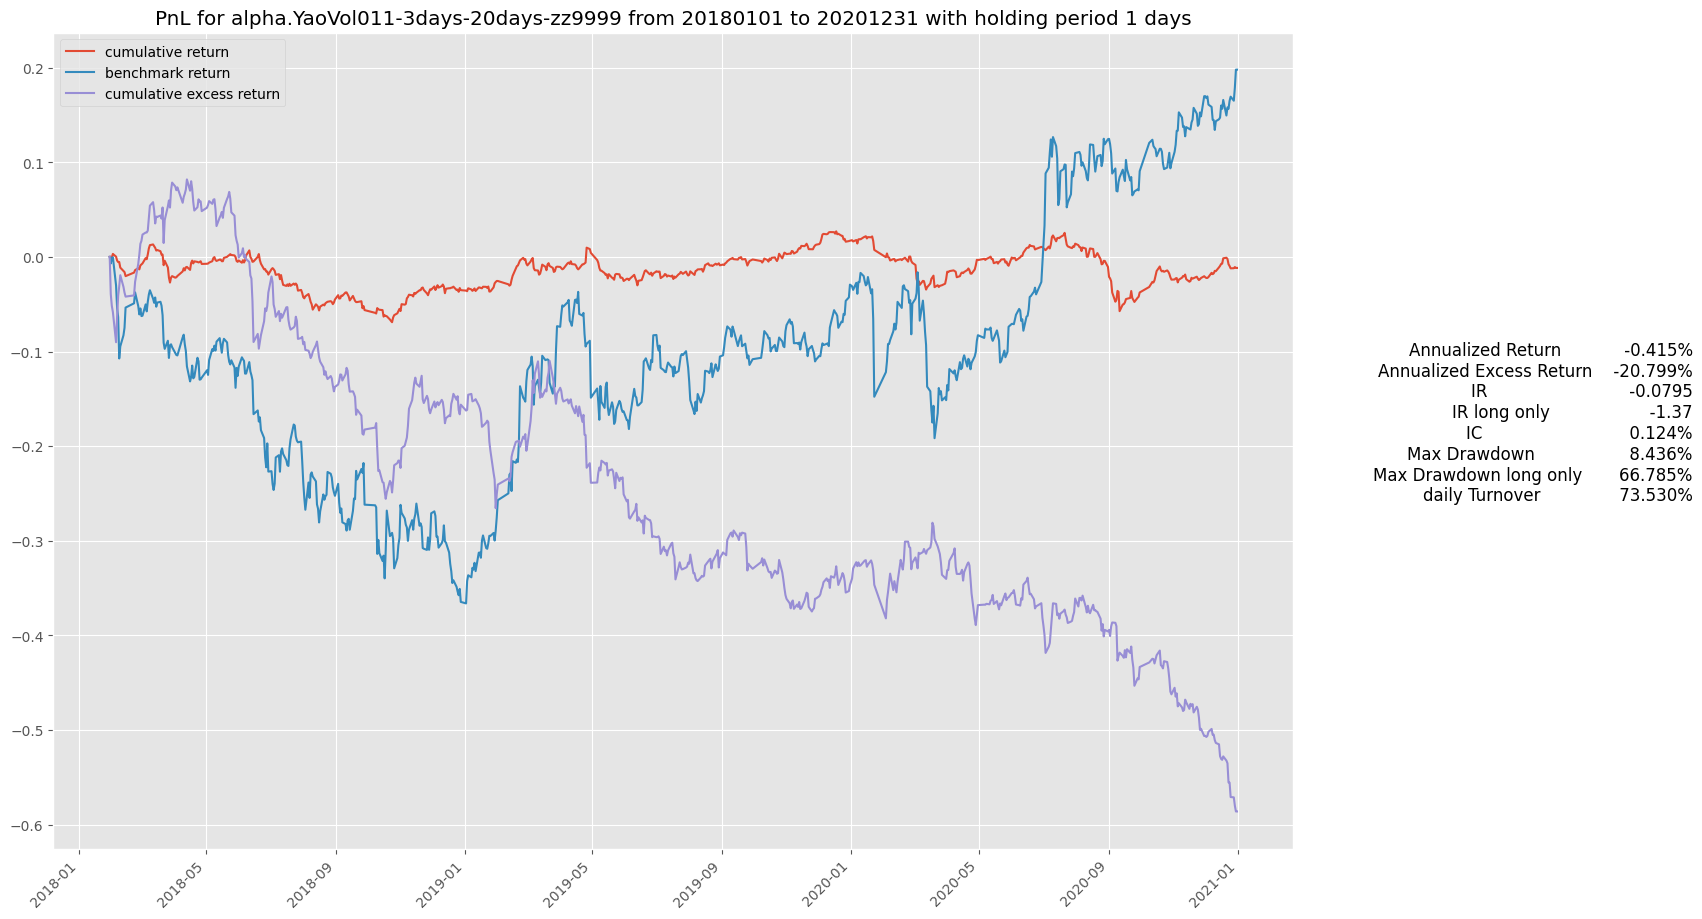 PnL for alpha.YaoVol011-3days-20days-zz9999 from 20180101 to 20201231 with holding period 1 days
cumulative return
benchmark return
cumulative excess return
0.2
0.1
0.0
−0.1
−0.2
−0.3
−0.4
−0.5
−0.6
2018-01
2018-05
2018-09
2019-01
2019-05
2019-09
2020-01
2020-05
2020-09
2021-01
Annualized Return -0.415%
Annualized Excess Return -20.799%
IR -0.0795
IR long only -1.37
IC 0.124%
Max Drawdown 8.436%
Max Drawdown long only 66.785%
daily Turnover 73.530%